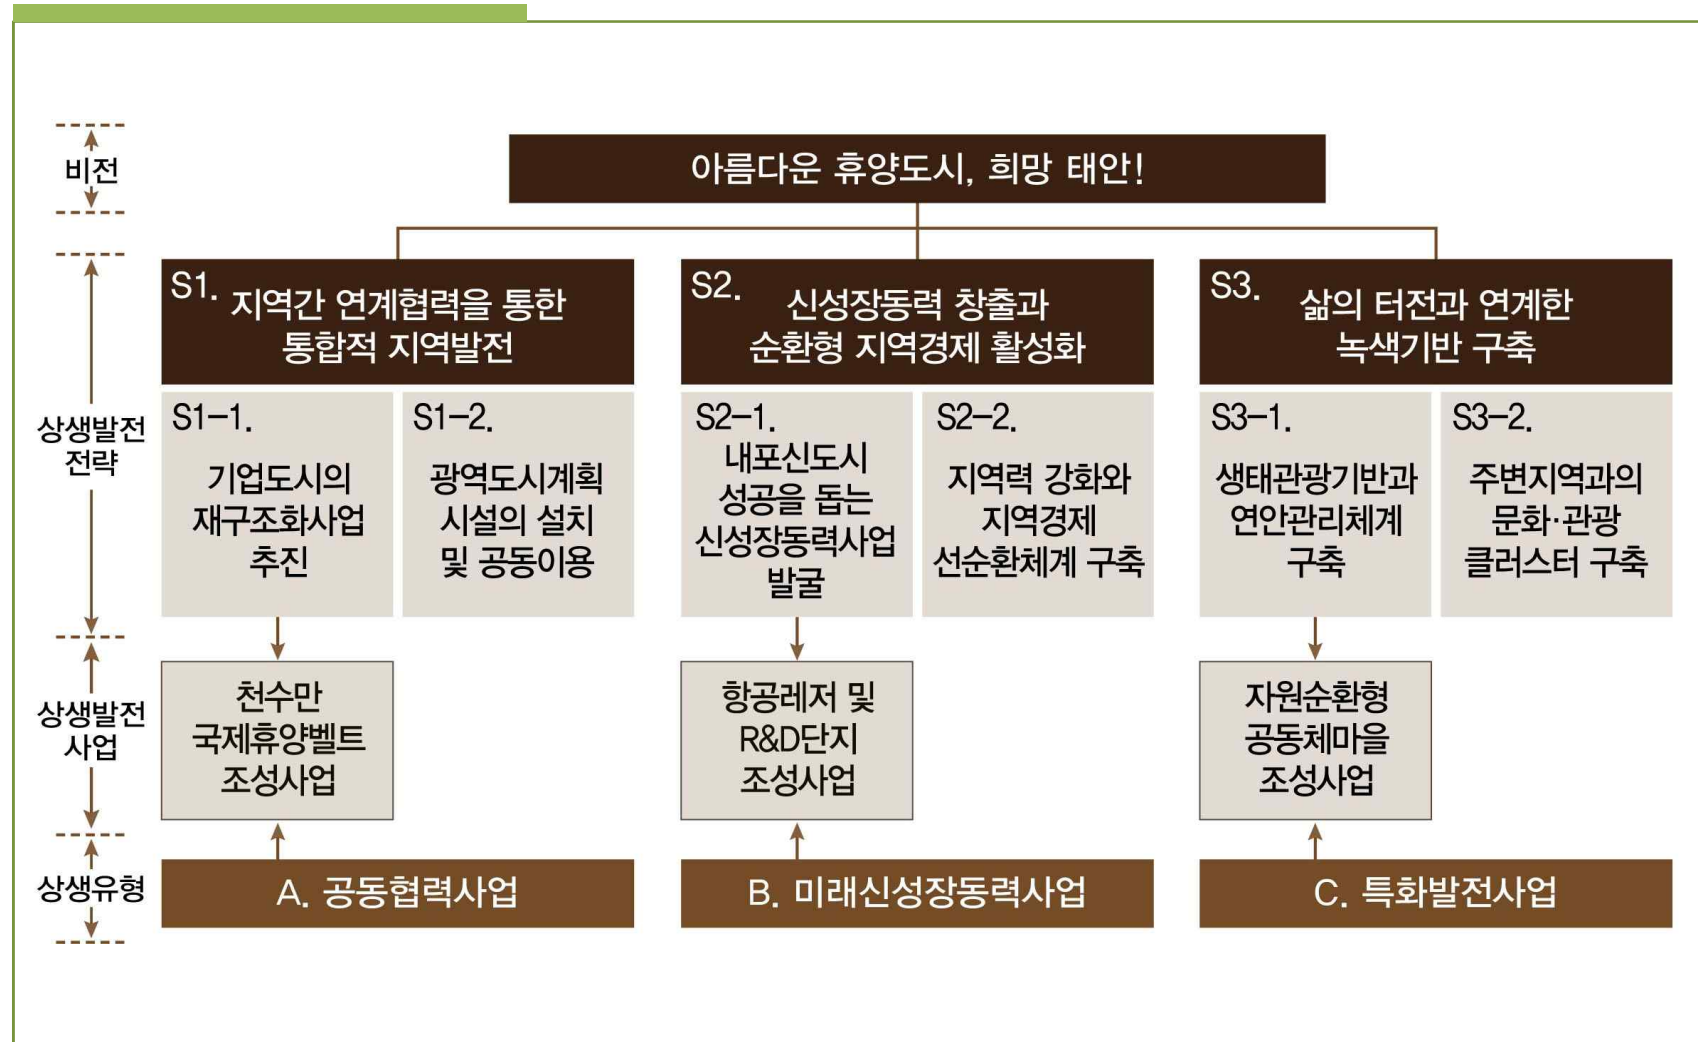 비전
아름다운 휴양도시, 희망 태안!
상생발전
전략
S1.
지역간 연계협력을 통한
통합적 지역발전
S2.
신성장동력 창출과
순환형 지역경제 활성화
S3.
삶의 터전과 연계한
녹색기반 구축
S1-1.
기업도시의
재구조화사업
추진
S1-2.
광역도시계획
시설의 설치
및 공동이용
S2-1.
내포신도시
성공을 돕는
신성장동력사업
발굴
S2-2.
지역력 강화와
지역경제
선순환체계 구축
S3-1.
생태관광기반과
연안관리체계
구축
S3-2.
주변지역과의
문화·관광
클러스터 구축
상생발전
사업
천수만
국제휴양벨트
조성사업
항공레저 및
R&D단지
조성사업
자원순환형
공동체마을
조성사업
상생유형
A. 공동협력사업
B. 미래신성장동력사업
C. 특화발전사업